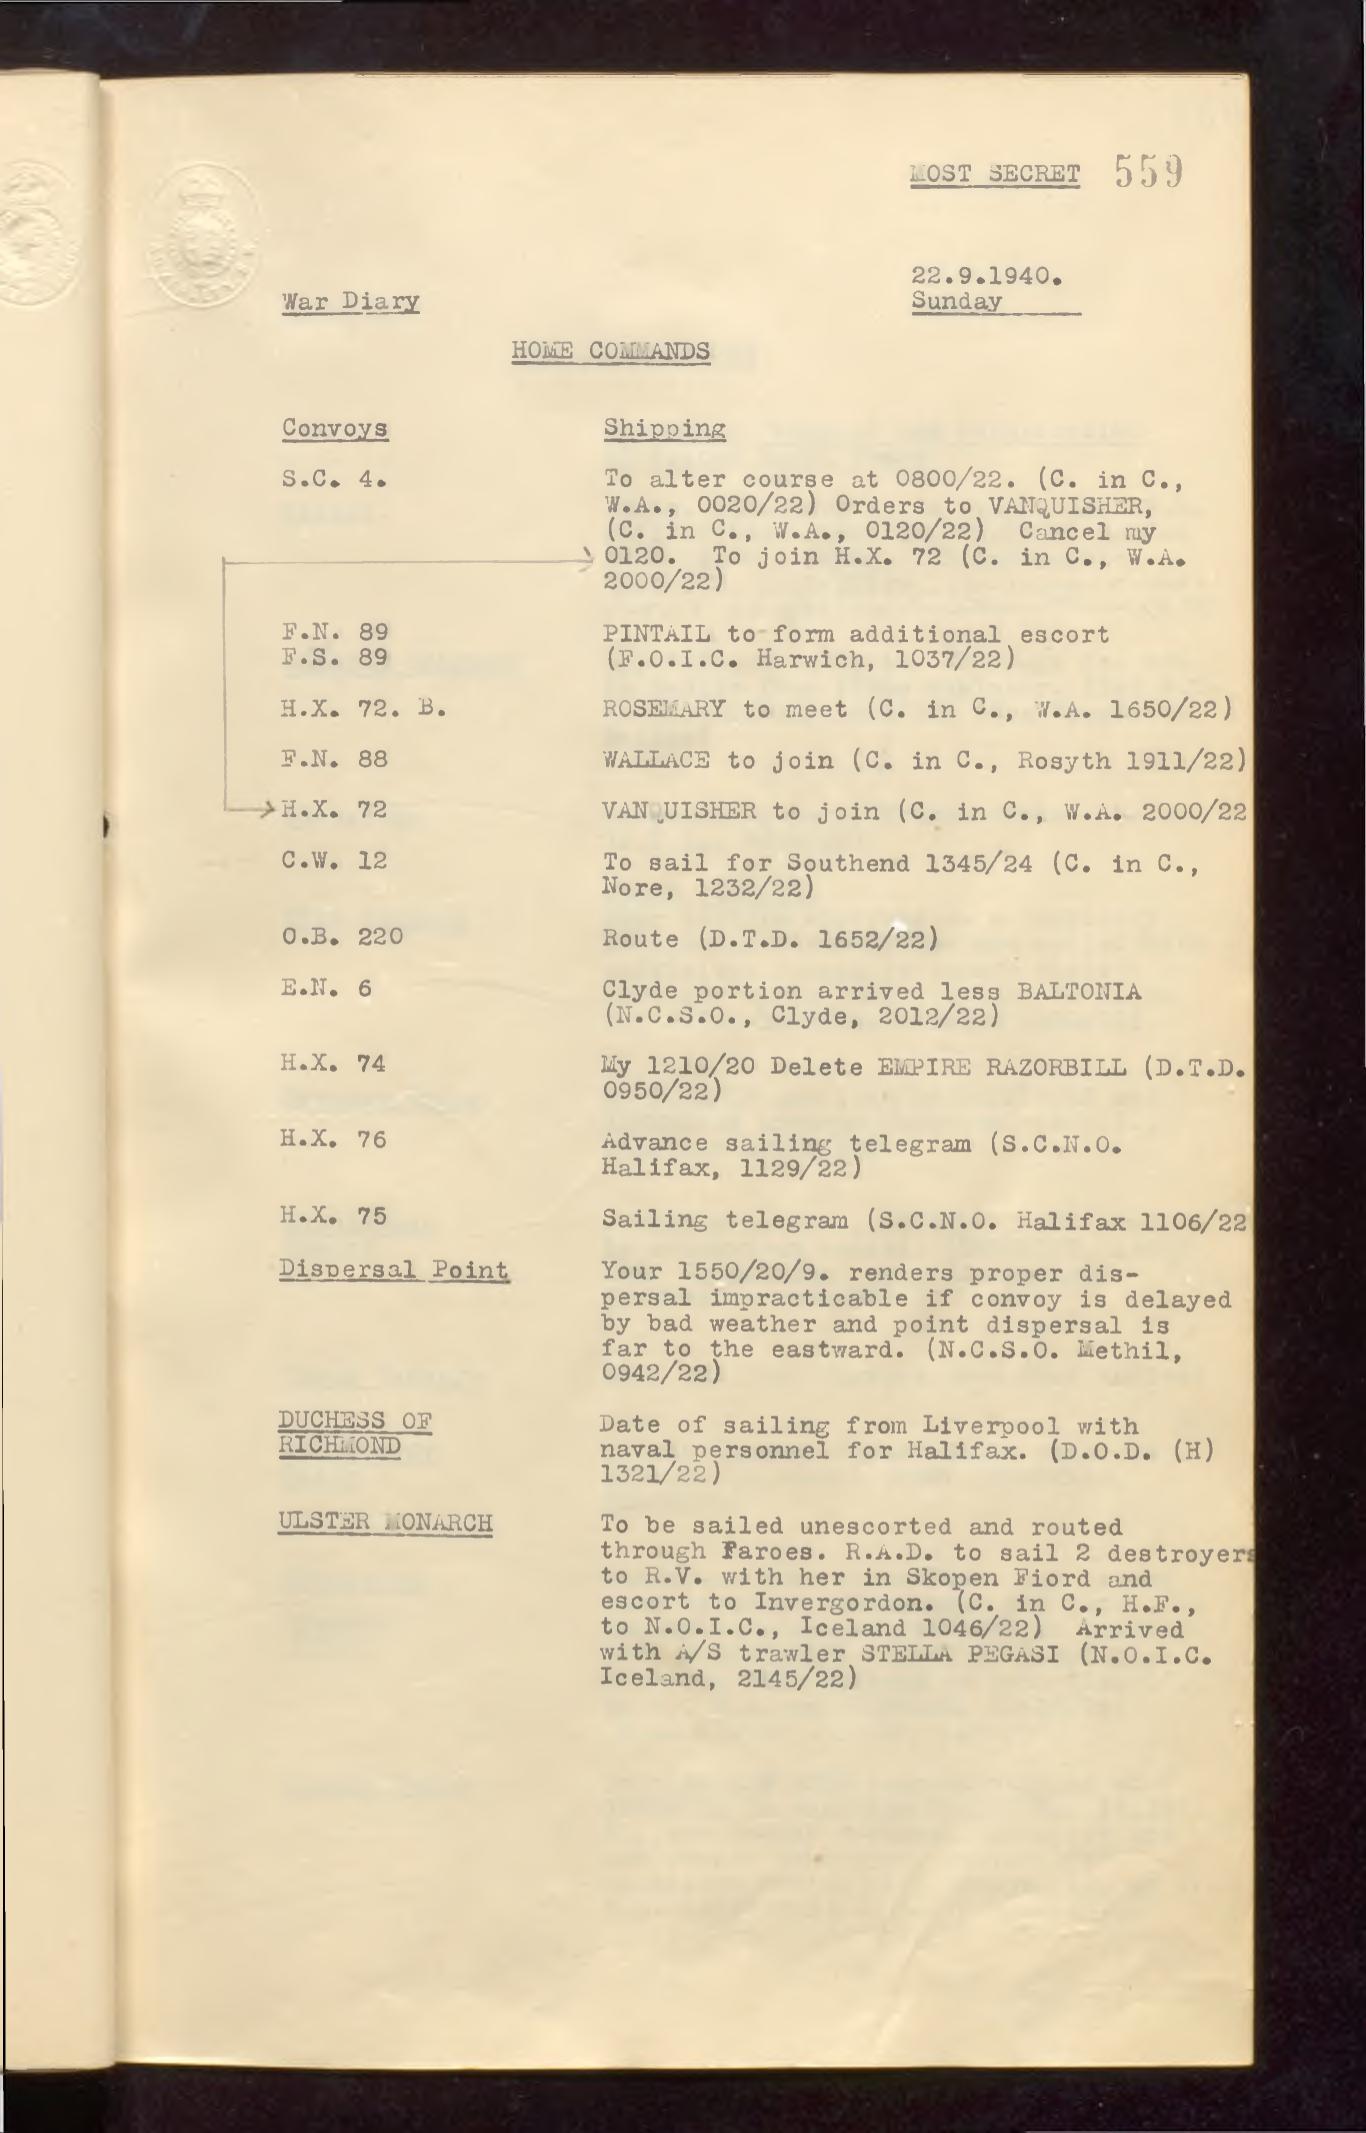 MOST SECRET 559
22.9.1940.
War Diary Sunday
HOME COMMANDS
Convoys Shipping
S.C. 4. To alter course at 0800/22. (C. in C.,
W.A., 0020/22) Orders to VANQUISHER,
(C. in C., W.A., 0120/22) Cancel my
0120. To join H.X. 72 (C. in C., W.A.
2000/22)
F.N. 89 PINTAIL to form additional escort
F.S. 89 (F.O.I.C. Harwich, 1037/22)
H.X. 72. B. ROSEMARY to meet (C. in C., W.A. 1650/22)
F.N. 88 WALLACE to join (C. in C., Rosyth 1911/22)
H.X. 72 VANQUISHER to join (C. in C., W.A. 2000/22
C.W. 12 To sail for Southend 1345/24 (C. in C.,
Nore, 1232/22)
O.B. 220 Route (D.T.D. 1652/22)
E.N. 6 Clyde portion arrived less BALTONIA
(N.C.S.O., Clyde, 2012/22)
H.X. 74 My 1210/20 Delete EMPIRE RAZORBILL (D.T.D.
0950/22)
H.X. 76 Advance sailing telegram (S.C.N.O.
Halifax, 1129/22)
H.X. 75 Sailing telegram (S.C.N.O. Halifax 1106/22
Dispersal Point Your 1550/20/9. renders proper dis-
persal impracticable if convoy is delayed
by bad weather and point dispersal is
far to the eastward. (N.C.S.O. Methil,
0942/22)
DUCHESS OF Date of sailing from Liverpool with
RICHMOND naval personnel for Halifax. (D.O.D. (H)
1321/22)
ULSTER MONARCH To be sailed unescorted and routed
through Faroes. R.A.D. to sail 2 destroyers
to R.V. with her in Skopen Fiord and
escort to Invergordon. (C. in C., H.F.,
to N.O.I.C., Iceland 1046/22) Arrived
with A/S trawler STELLA PEGASI (N.O.I.C.
Iceland, 2145/22)